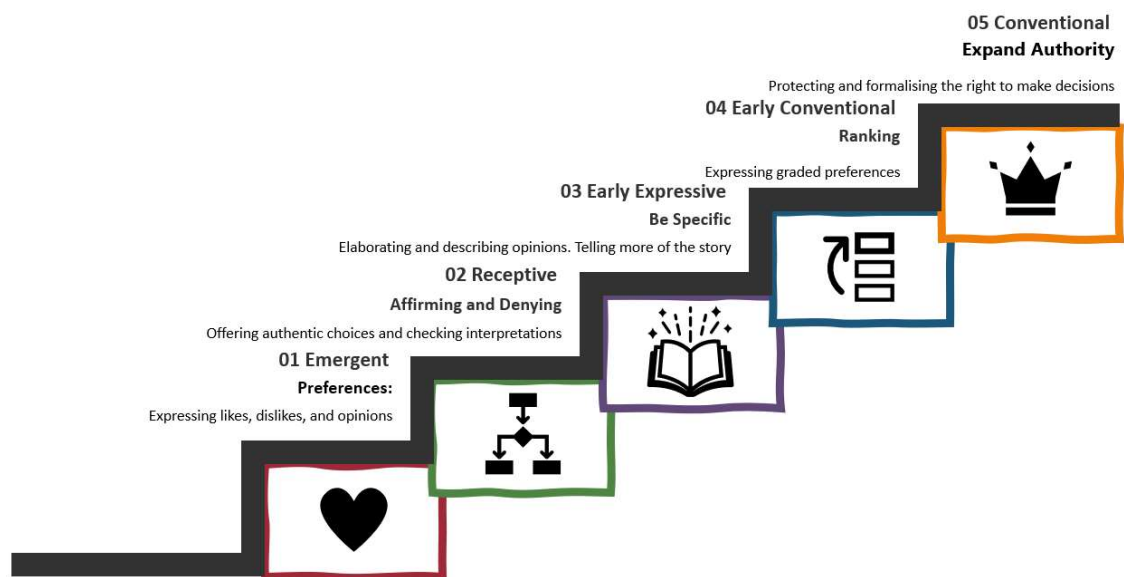 05 Conventional
Expand Authority
Protecting and formalising the right to make decisions
04 Early Conventional
Ranking
Expressing graded preferences
03 Early Expressive
Be Specific
Elaborating and describing opinions. Telling more of the story
02 Receptive
Affirming and Denying
Offering authentic choices and checking interpretations
01 Emergent
Preferences:
Expressing likes, dislikes, and opinions